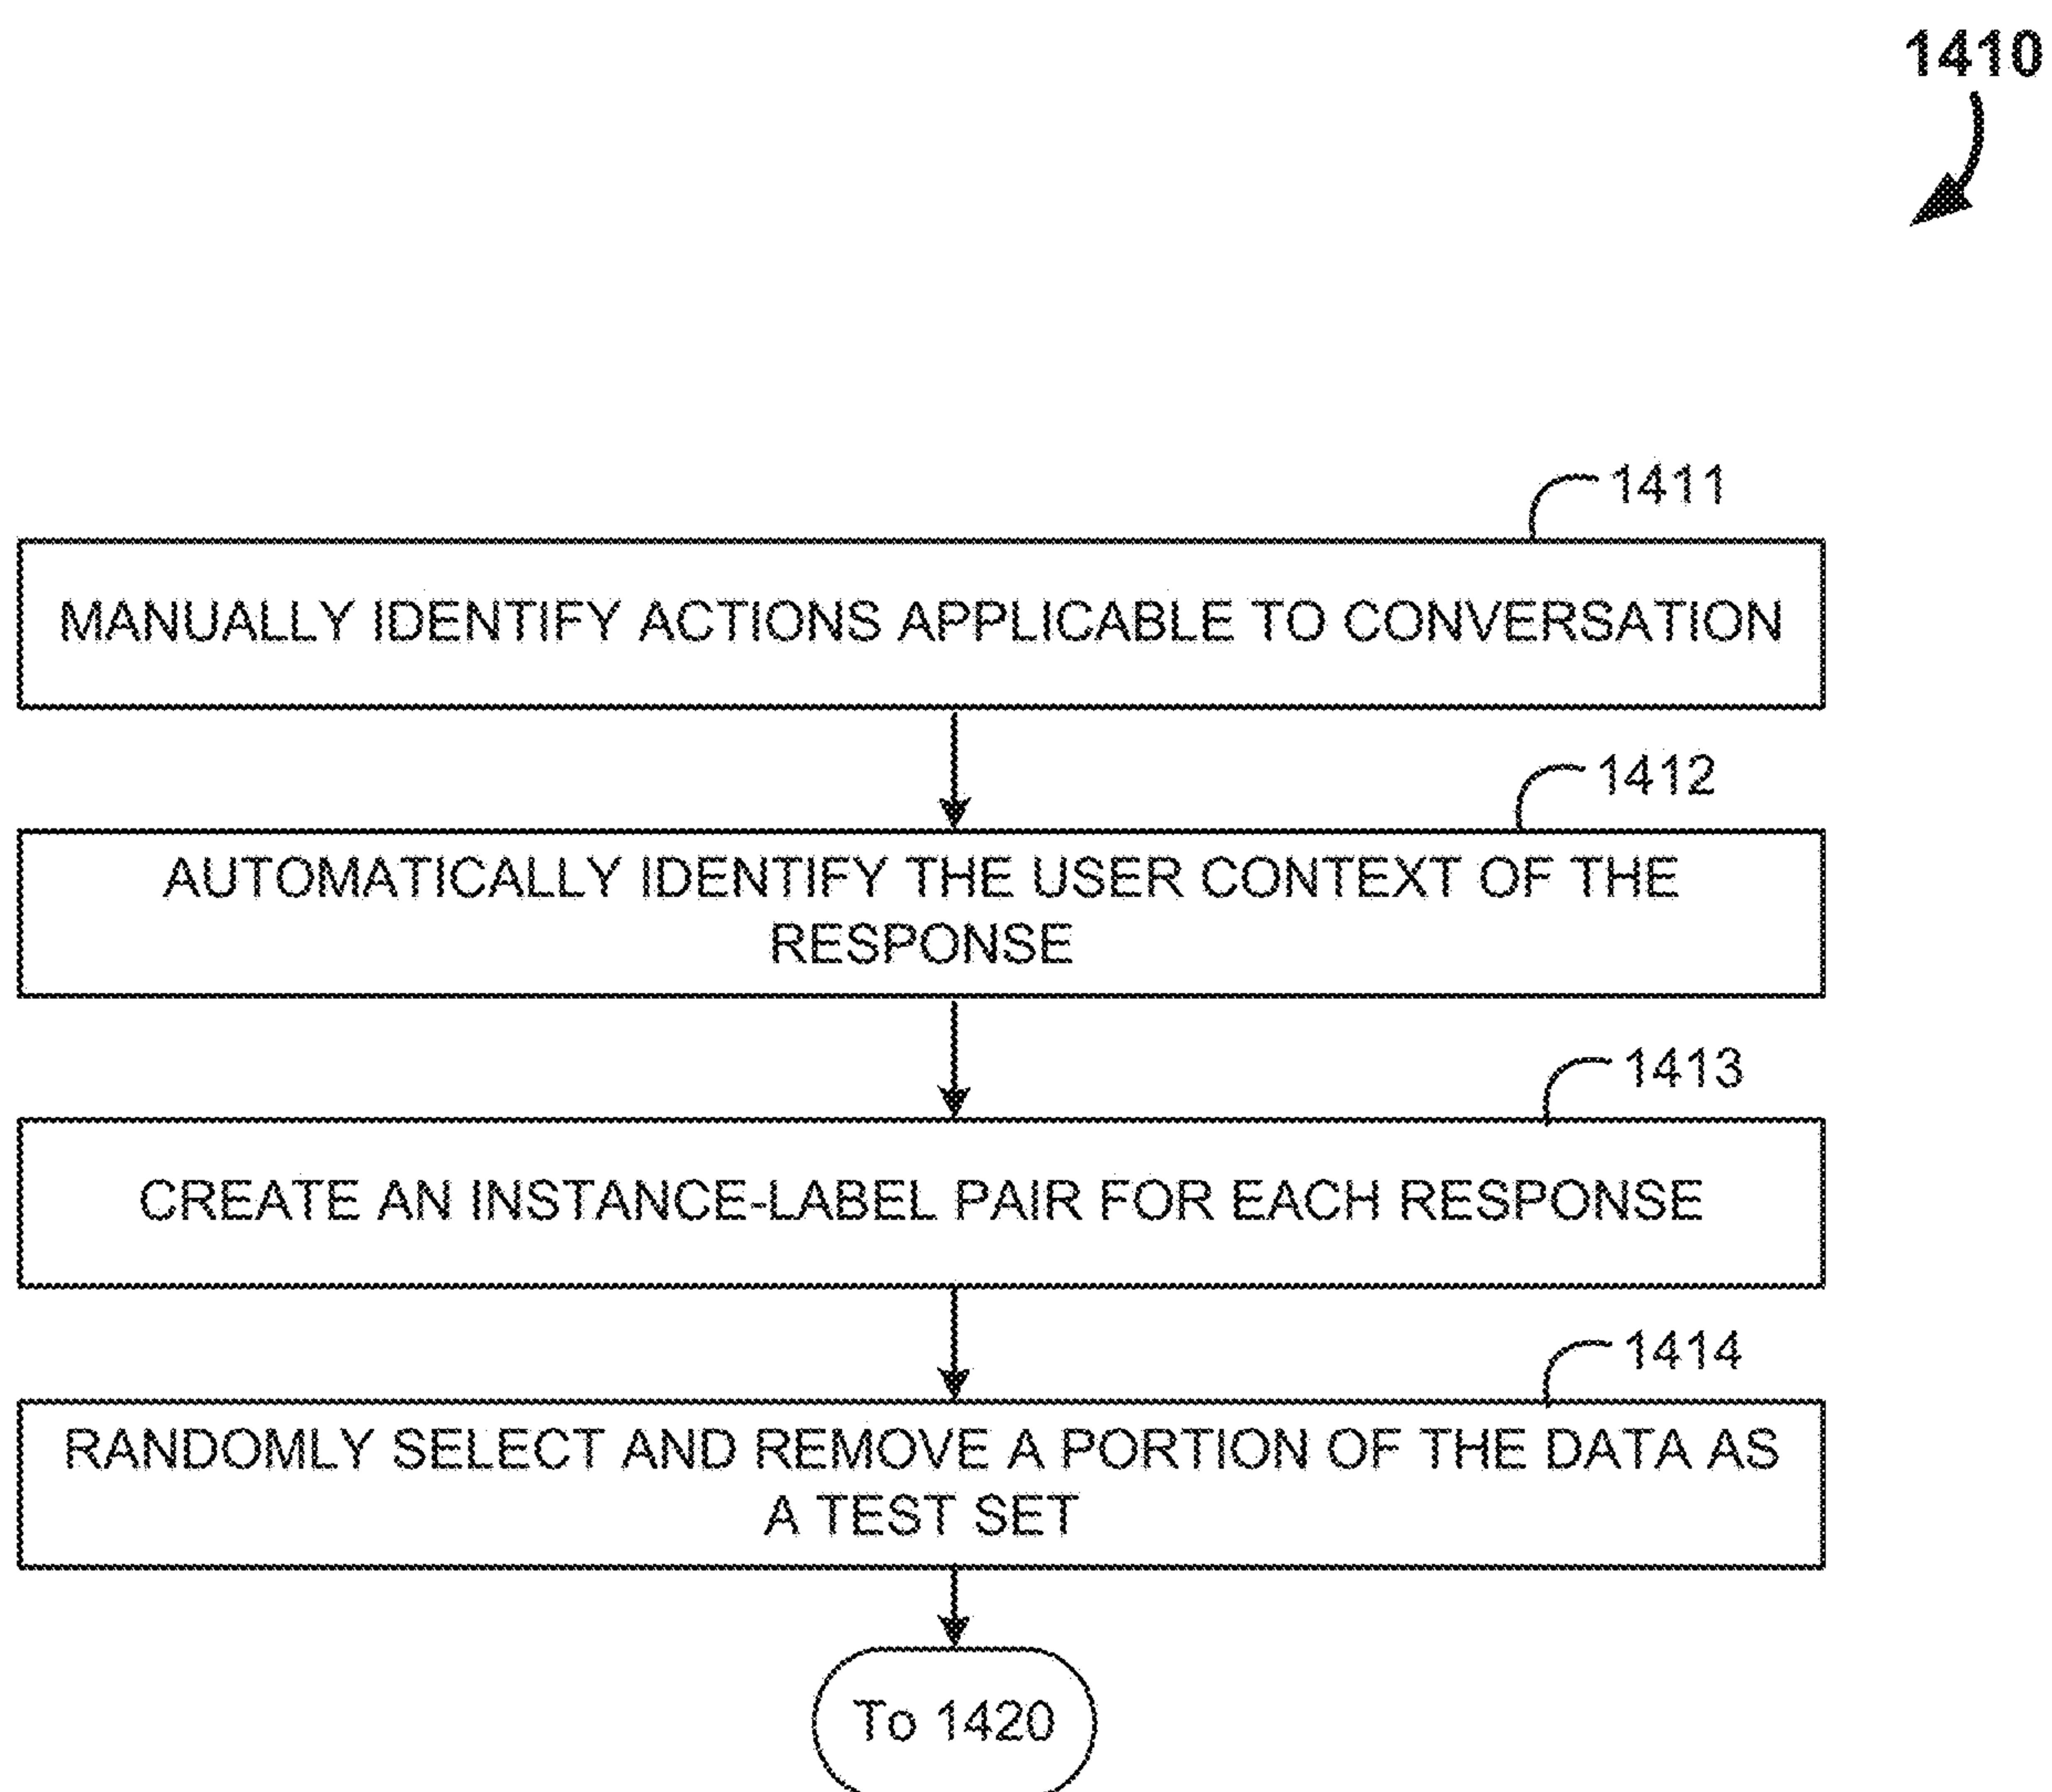 1410
1411
MANUALLY IDENTIFY ACTIONS APPLICABLE TO CONVERSATION
1412
AUTOMATICALLY IDENTIFY THE USER CONTEXT OF THE
RESPONSE
1413
CREATE AN INSTANCE-LABEL PAIR FOR EACH RESPONSE
1414
RANDOMLY SELECT AND REMOVE A PORTION OF THE DATA AS
A TEST SET
To 1420